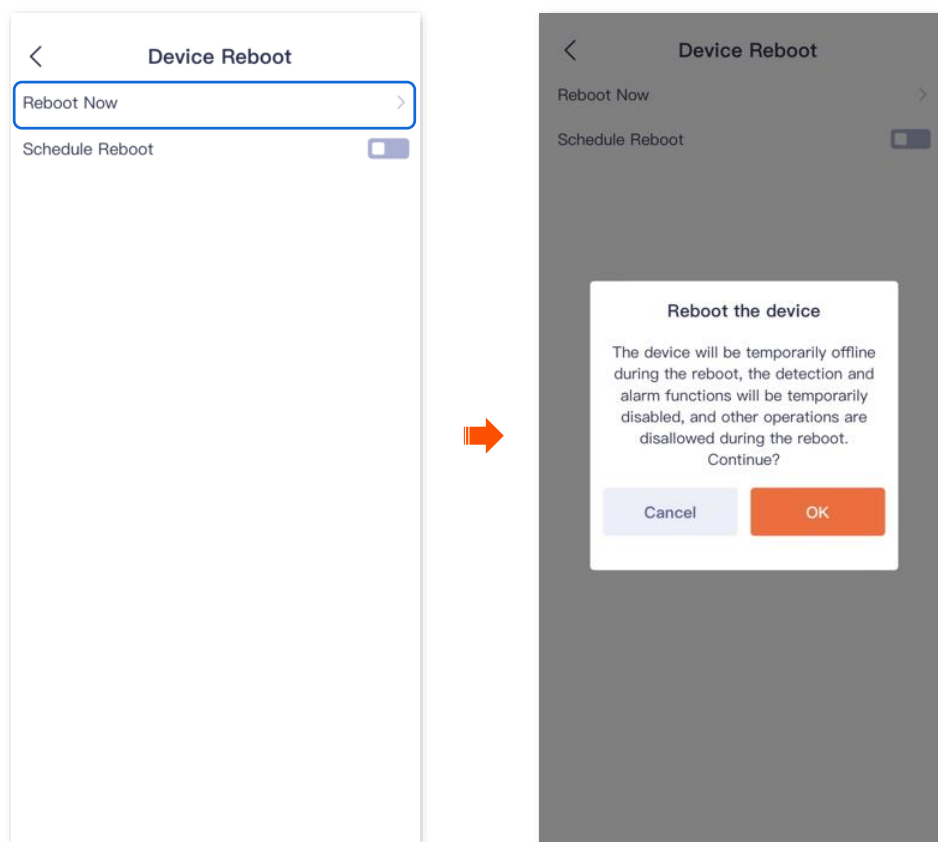 Device Reboot
Reboot Now
Schedule Reboot
Device Reboot
Reboot Now
Schedule Reboot
Reboot the device
The device will be temporarily offline
during the reboot, the detection and
alarm functions will be temporarily
disabled, and other operations are
disallowed during the reboot.
Continue?
Cancel
OK